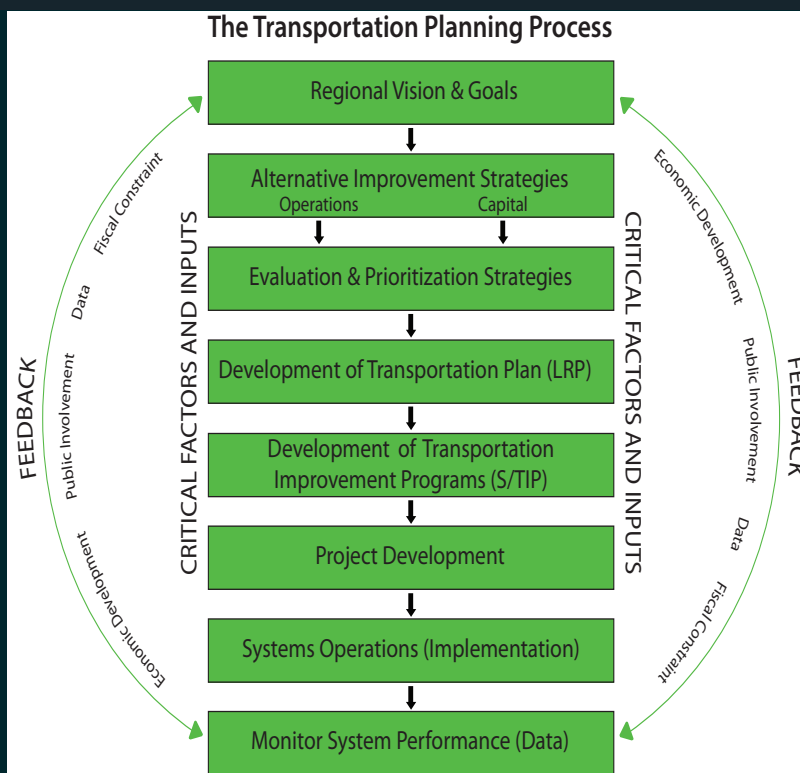 The Transportation Planning Process
Regional Vision & Goals
Alternative Improvement Strategies
Operations
Capital
Evaluation & Prioritization Strategies
Development of Transportation Plan (LRP)
Development of Transportation
Improvement Programs (S/TIP)
Project Development
Systems Operations (Implementation)
Monitor System Performance (Data)
CRITICAL FACTORS AND INPUTS
Fiscal Constraint
Data
Public Involvement
Economic Development
FEEDBACK
CRITICAL FACTORS AND INPUTS
Economic Development
Public Involvement
Data
Fiscal Constraint
FEEDBACK